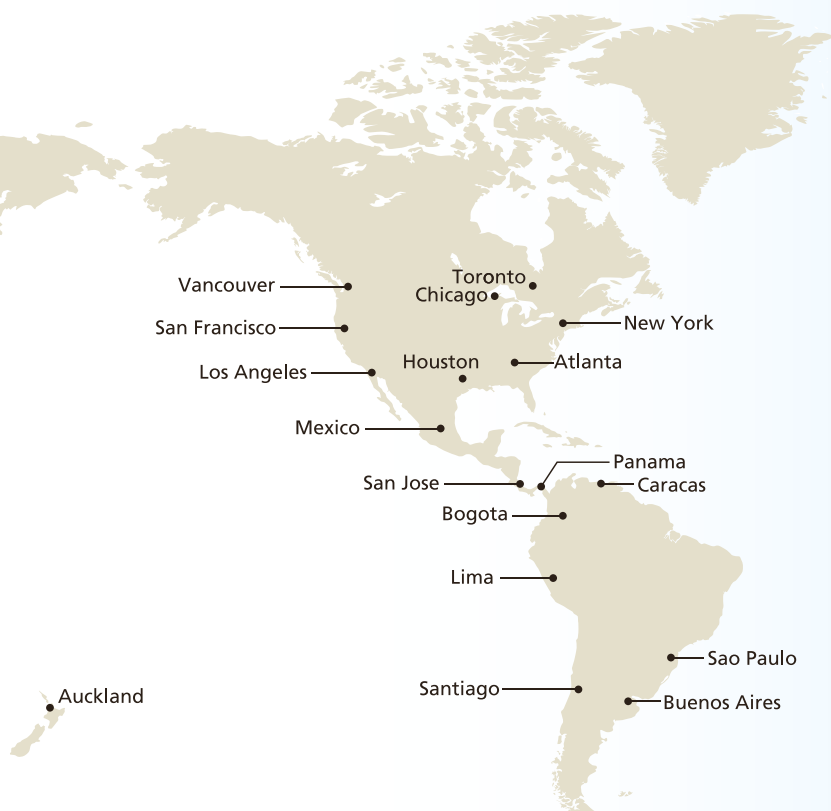 Toronto
Vancouver
Chicago
New York
San Francisco
Houston
Atlanta
Los Angeles
Mexico
Panama
San Jose
Caracas
Bogota
Lima
Sao Paulo
Santiago
Auckland
Buenos Aires